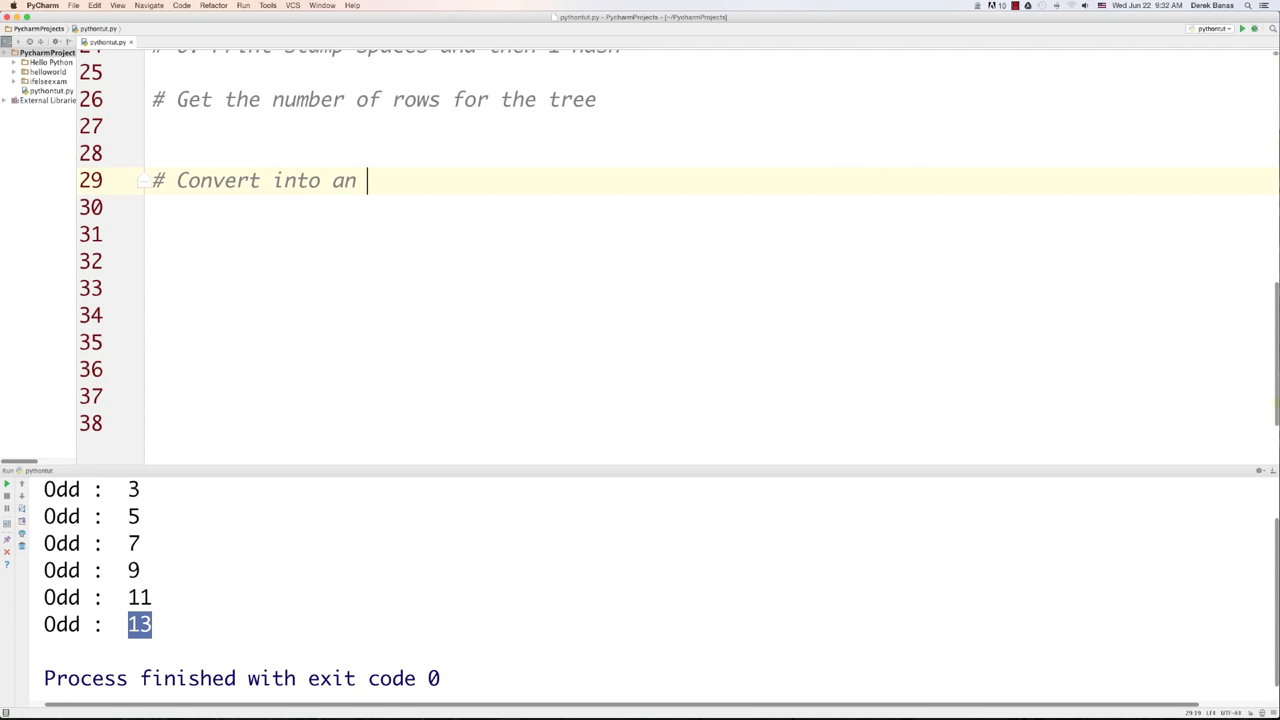 PyCharm File Edit View Navigate Code Refactor Run Tools VCS Window Help 10 Wed Jun 22 9:32 AM Derek Banas
pythontut.py - PycharmProjects - [~/PycharmProjects]
PycharmProjects pythontut.py pythontut
pythontut.py
PycharmProject
Hello Python
helloworld
ifelseexam
pythontut.py
External Librarie
25
26 # Get the number of rows for the tree
27
28
29 # Convert into an
30
31
32
33
34
35
36
37
38
Run pythontut
Odd : 3
Odd : 5
Odd : 7
Odd : 9
Odd : 11
Odd : 13
Process finished with exit code 0
29:19 LF‡ UTF-8‡